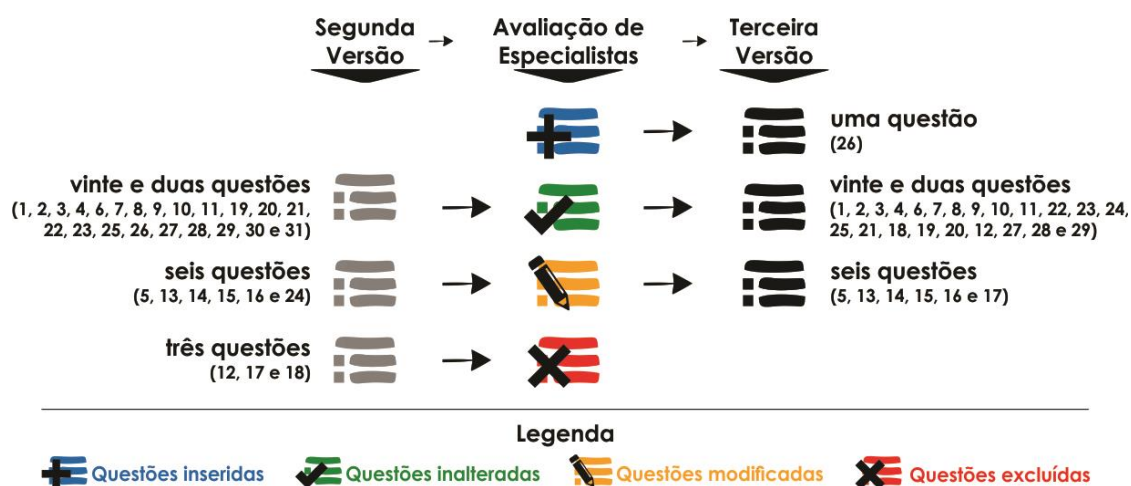 Segunda Versão
Avaliação de Especialistas
Terceira Versão
uma questão
(26)
vinte e duas questões
(1, 2, 3, 4, 6, 7, 8, 9, 10, 11, 19, 20, 21,
22, 23, 25, 26, 27, 28, 29, 30 e 31)
vinte e duas questões
(1, 2, 3, 4, 6, 7, 8, 9, 10, 11, 22, 23, 24,
25, 21, 18, 19, 20, 12, 27, 28 e 29)
seis questões
(5, 13, 14, 15, 16 e 24)
seis questões
(5, 13, 14, 15, 16 e 17)
três questões
(12, 17 e 18)
Legenda
Questões inseridas
Questões inalteradas
Questões modificadas
Questões excluídas